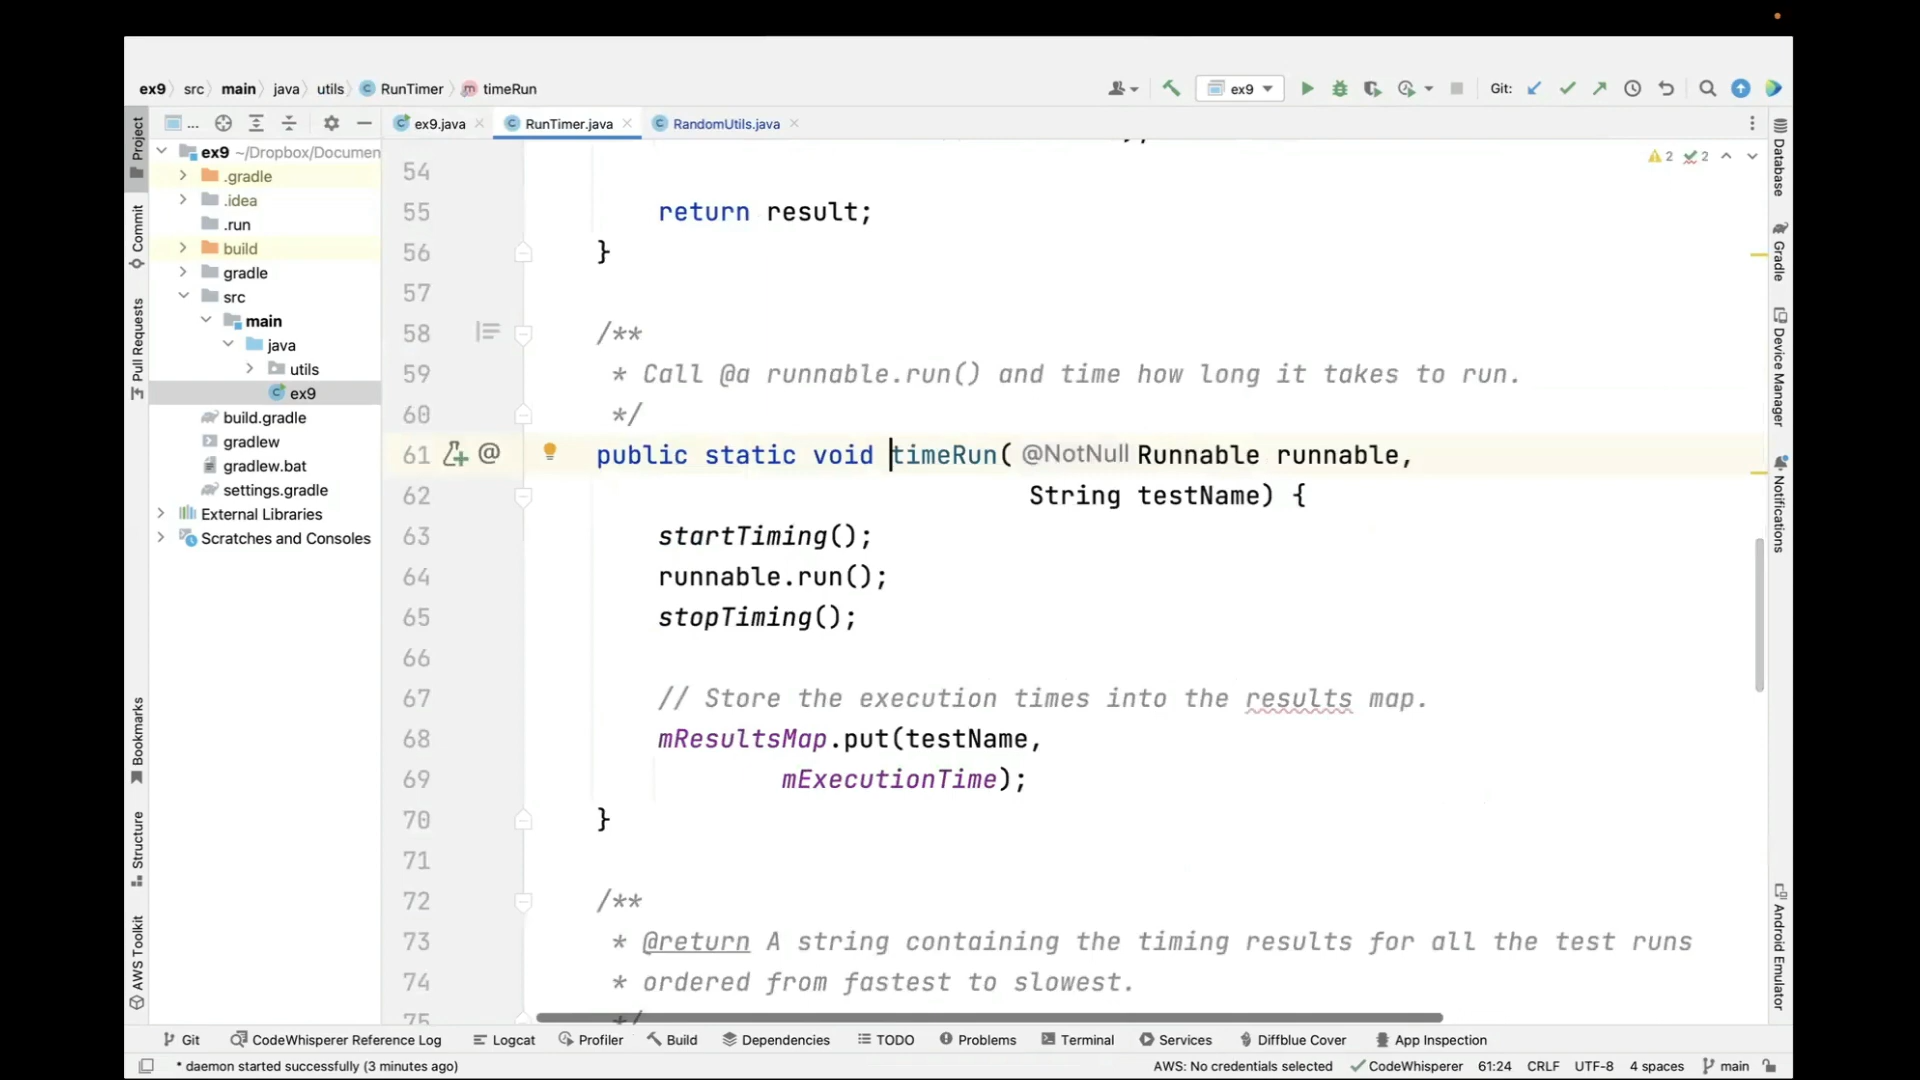 ex9 src main java utils RunTimer timeRun ex9 Git:
Project ... ex9.java RunTimer.java RandomUtils.java
ex9 ~/Dropbox/Documen
.gradle
.idea
.run
build
gradle
src
main
java
utils
ex9
build.gradle
gradlew
gradlew.bat
settings.gradle
External Libraries
Scratches and Consoles
Commit
Pull Requests
Bookmarks
Structure
AWS Toolkit
2 2
54
55 return result;
56 }
57
58 /**
59 * Call @a runnable.run() and time how long it takes to run.
60 */
61 public static void timeRun( @NotNull Runnable runnable,
62 String testName) {
63 startTiming();
64 runnable.run();
65 stopTiming();
66
67 // Store the execution times into the results map.
68 mResultsMap.put(testName,
69 mExecutionTime);
70 }
71
72 /**
73 * @return A string containing the timing results for all the test runs
74 * ordered from fastest to slowest.
75 */
Database
Gradle
Device Manager
Notifications
Android Emulator
Git CodeWhisperer Reference Log Logcat Profiler Build Dependencies TODO Problems Terminal Services Diffblue Cover App Inspection
* daemon started successfully (3 minutes ago) AWS: No credentials selected CodeWhisperer 61:24 CRLF UTF-8 4 spaces main